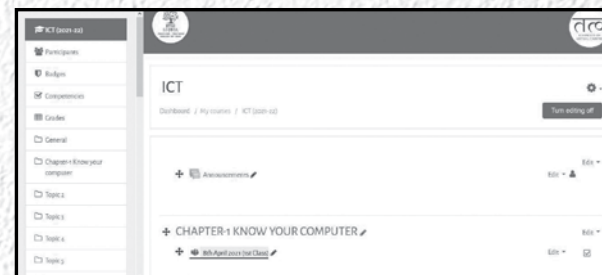 ICT (2021-22)
Participants
Badges
Competencies
Grades
General
Chapter-1 Know your
computer
Topic 2
Topic 3
Topic 4
Topic 5
ICT
Dashboard / My courses / ICT (2021-22)
Turn editing off
Announcements
Edit
Edit
CHAPTER-1 KNOW YOUR COMPUTER
Edit
8th April 2021 (1st Class)
Edit